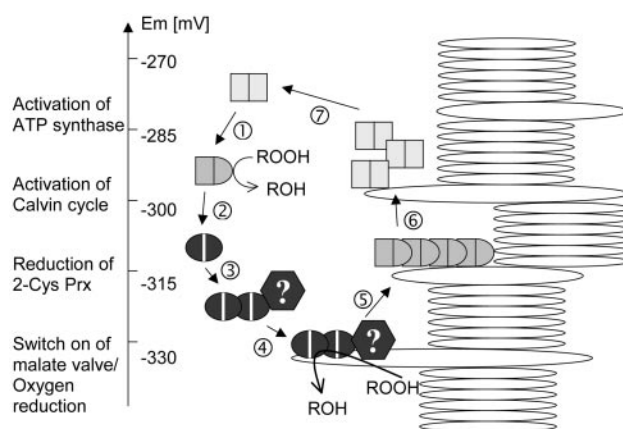 Em [mV]
-270
Activation of
ATP synthase
-285
Activation of
Calvin cycle
-300
Reduction of
2-Cys Prx
-315
Switch on of
malate valve/
Oxygen
reduction
-330
①
ROOH
ROH
②
③
?
④
?
ROOH
ROH
⑤
⑥
⑦